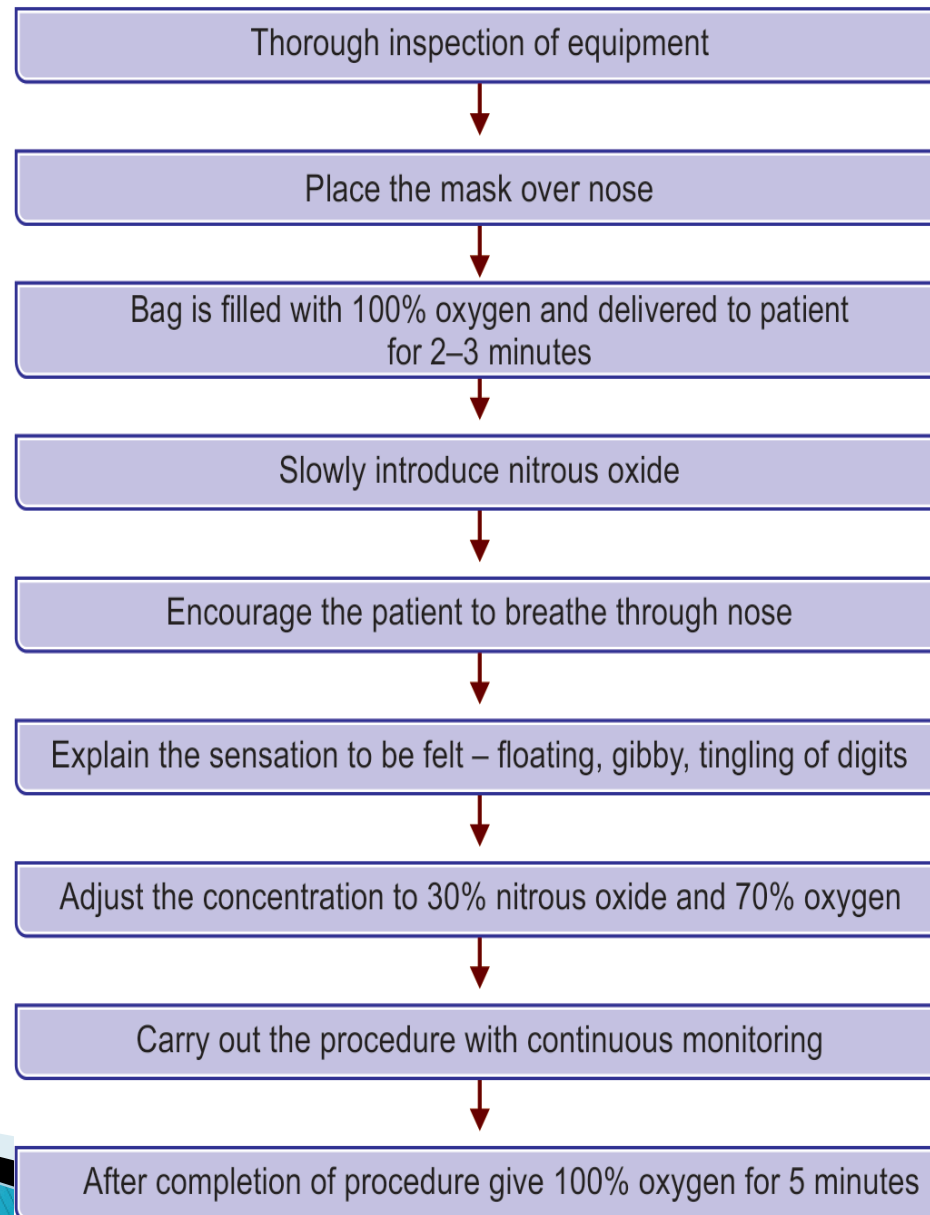 Thorough inspection of equipment
Place the mask over nose
Bag is filled with 100% oxygen and delivered to patient
for 2–3 minutes
Slowly introduce nitrous oxide
Encourage the patient to breathe through nose
Explain the sensation to be felt – floating, gibby, tingling of digits
Adjust the concentration to 30% nitrous oxide and 70% oxygen
Carry out the procedure with continuous monitoring
After completion of procedure give 100% oxygen for 5 minutes